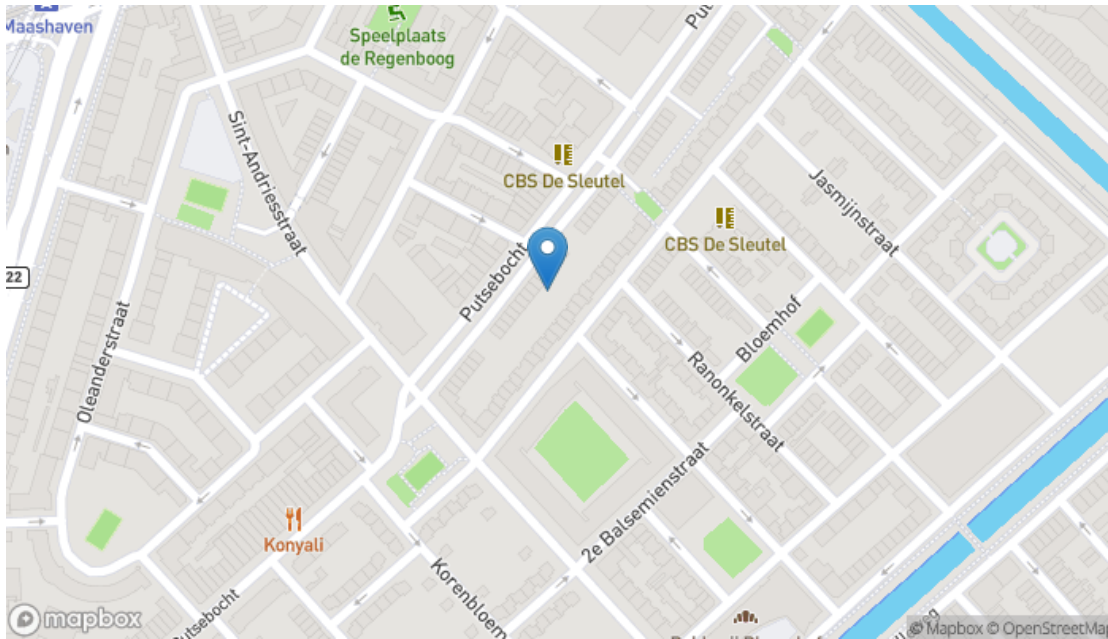 Maashaven
Speelplaats
de Regenboog
Sint-Andriesstraat
CBS De Sleutel
CBS De Sleutel
Jasmijnstraat
Putsebocht
22
Bloemhof
Oleanderstraat
Ranonkelstraat
2e Balsemienstraat
Konyali
Korenbloem
Putsebocht
mapbox
© Mapbox © OpenStreetMap